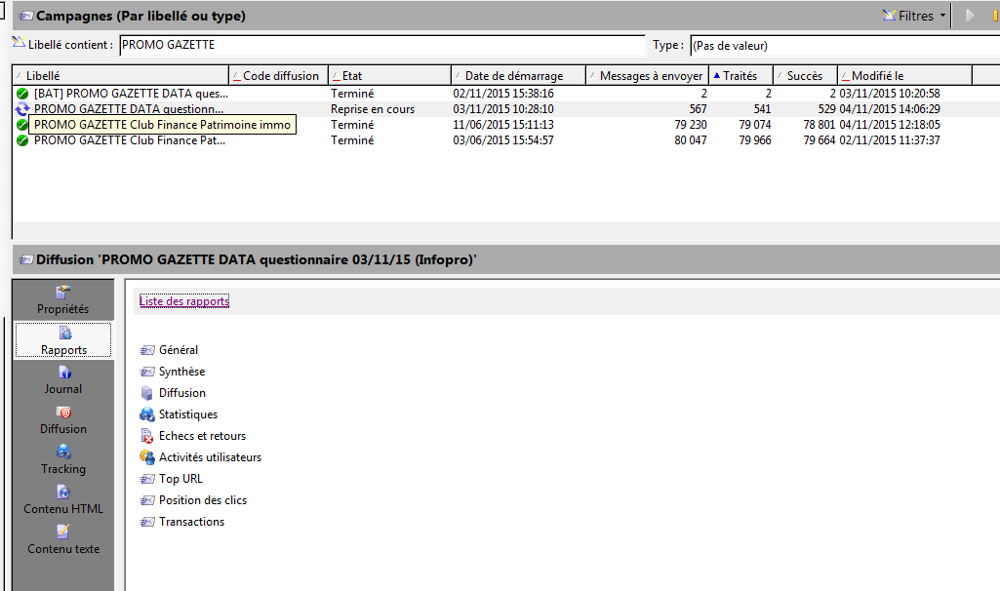 Campagnes (Par libellé ou type) Filtres
Libellé contient : PROMO GAZETTE Type : (Pas de valeur)
Libellé Code diffusion Etat Date de démarrage Messages à envoyer Traités Succès Modifié le
[BAT] PROMO GAZETTE DATA ques... Terminé 02/11/2015 15:38:16 2 2 2 03/11/2015 10:20:58
PROMO GAZETTE DATA questionn... Reprise en cours 03/11/2015 10:28:10 567 541 529 04/11/2015 14:06:29
PROMO GAZETTE Club Finance Patrimoine immo Terminé 11/06/2015 15:11:13 79 230 79 074 78 801 04/11/2015 12:18:05
PROMO GAZETTE Club Finance Pat... Terminé 03/06/2015 15:54:57 80 047 79 966 79 664 02/11/2015 11:37:37
Diffusion 'PROMO GAZETTE DATA questionnaire 03/11/15 (Infopro)'
Propriétés
Rapports
Journal
Diffusion
Tracking
Contenu HTML
Contenu texte
Liste des rapports
Général
Synthèse
Diffusion
Statistiques
Echecs et retours
Activités utilisateurs
Top URL
Position des clics
Transactions